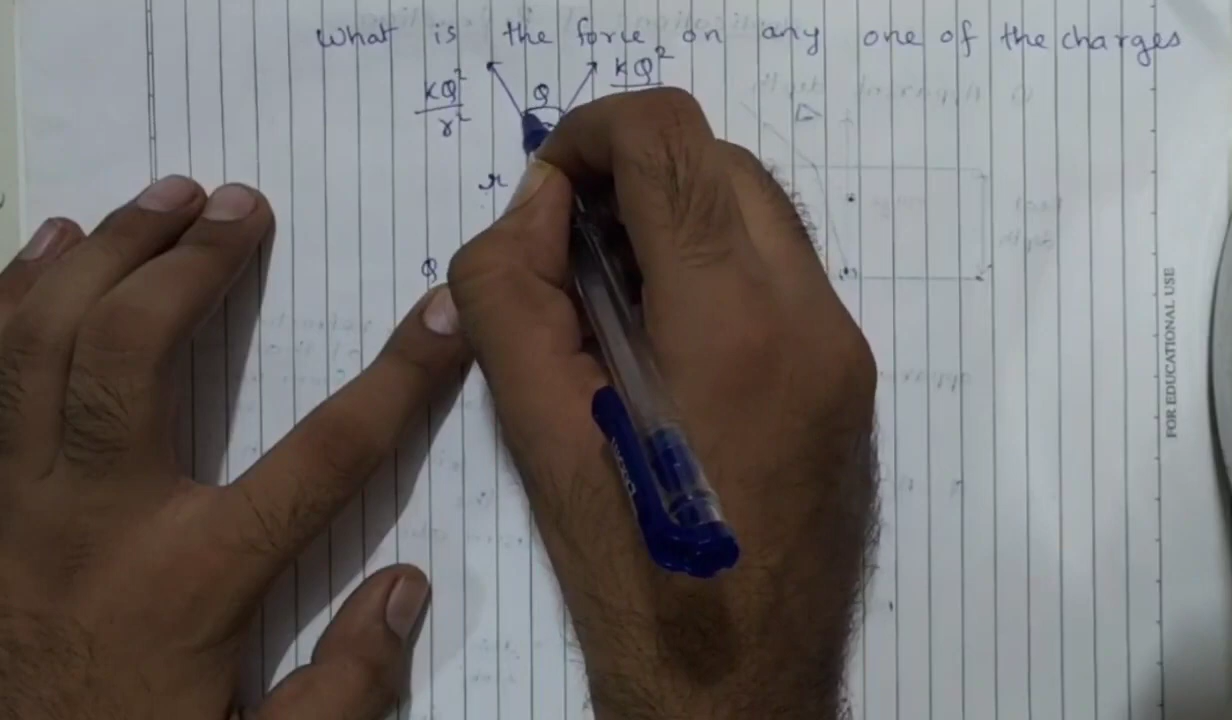 What is the force on any one of the charges
KQ² KQ²
r²
Q
r
Q
FOR EDUCATIONAL USE